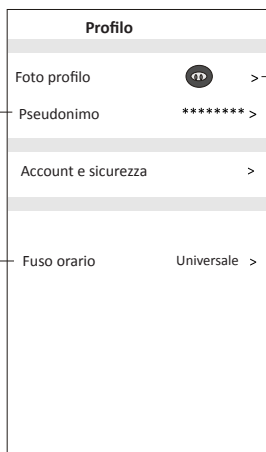 Profilo
Foto profilo >
Pseudonimo ******** >
Account e sicurezza >
Fuso orario Universale >